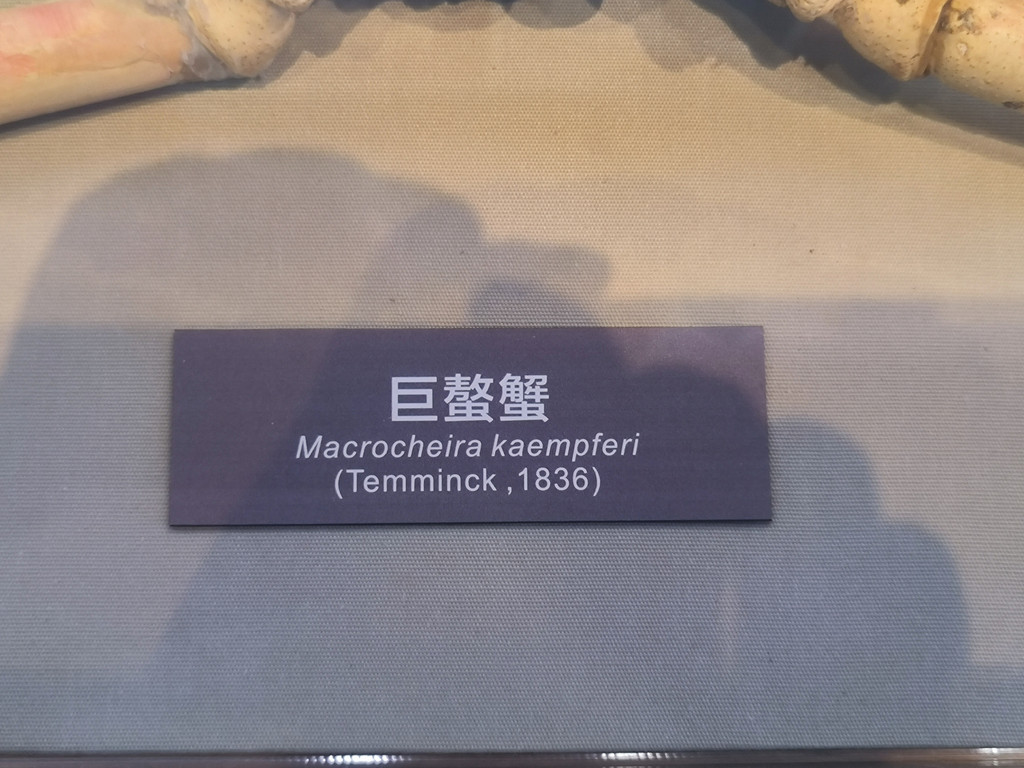 巨螯蟹
Macrocheira kaempferi
(Temminck ,1836)